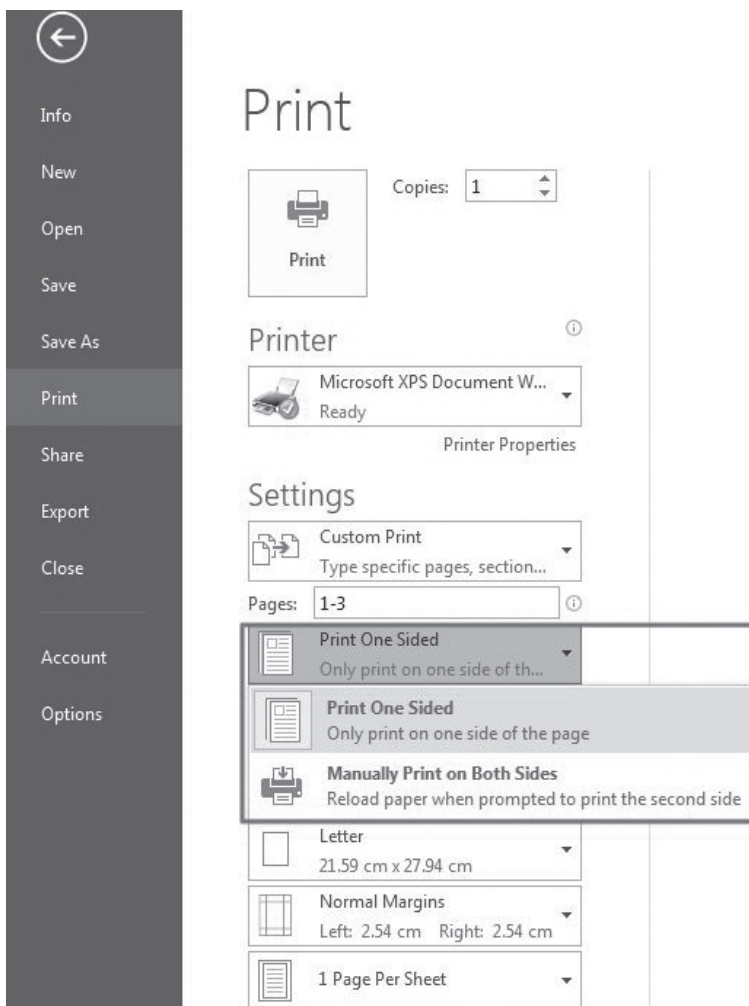 Info
New
Open
Save
Save As
Print
Share
Export
Close
Account
Options
Print
Print
Copies: 1
Printer
Microsoft XPS Document W...
Ready
Printer Properties
Settings
Custom Print
Type specific pages, section...
Pages: 1-3
Print One Sided
Only print on one side of th...
Print One Sided
Only print on one side of the page
Manually Print on Both Sides
Reload paper when prompted to print the second side
Letter
21.59 cm x 27.94 cm
Normal Margins
Left: 2.54 cm Right: 2.54 cm
1 Page Per Sheet